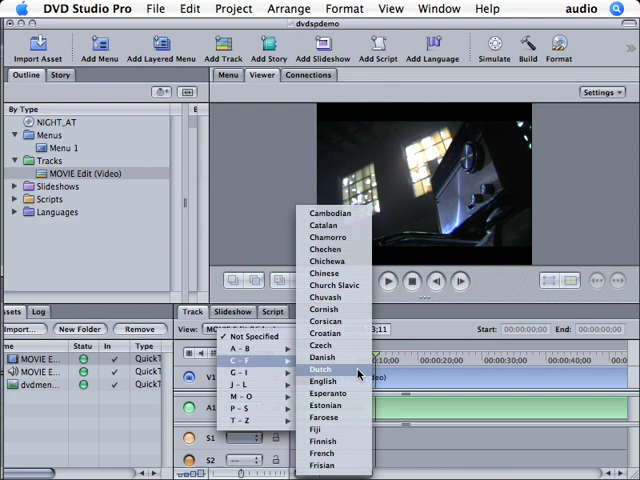 DVD Studio Pro File Edit Project Arrange Format View Window Help audio
dvdspdemo
Import Asset Add Menu Add Layered Menu Add Track Add Story Add Slideshow Add Script Add Language Simulate Build Format
Outline Story
Menu Viewer Connections
Settings
By Type
NIGHT_AT
Menus
Menu 1
Tracks
MOVIE Edit (Video)
Slideshows
Scripts
Languages
Cambodian
Catalan
Chamorro
Chechen
Chichewa
Chinese
Church Slavic
Chuvash
Cornish
Corsican
Croatian
Czech
Danish
Dutch
English
Esperanto
Estonian
Faroese
Fiji
Finnish
French
Frisian
ssets Log
Import... New Folder Remove
Name Status In Type
MOVIE E... QuickT
MOVIE E... QuickT
dvdmen... QuickT
Track Slideshow Script
View: 3;11 Start: 00:00:00;00 End: 00:00:00;00
Not Specified
A - B
C - F
G - I
J - L
M - O
P - S
T - Z
V1
A1
S1
S2 --